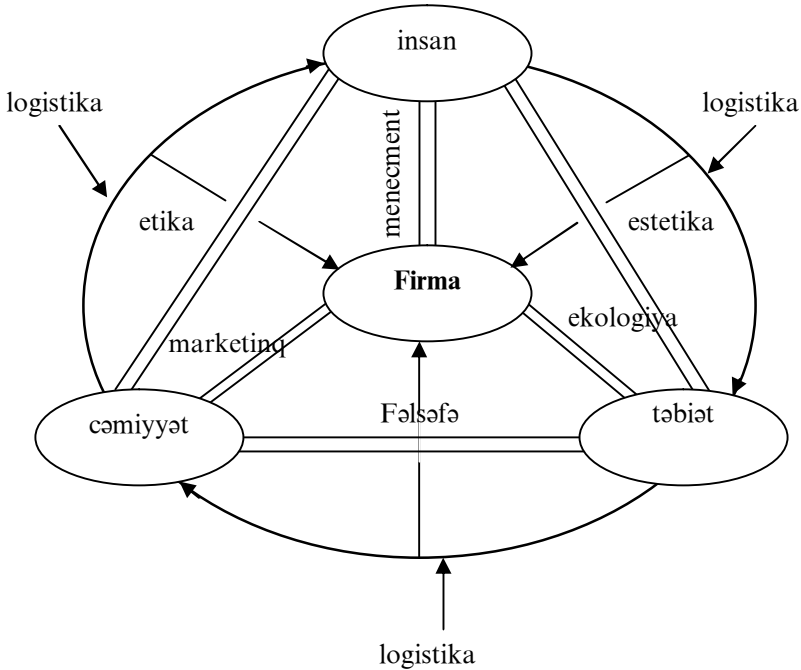 insan
logistika
logistika
menecment
etika
estetika
Firma
ekologiya
marketinq
Fəlsəfə
cəmiyyət
təbiət
logistika